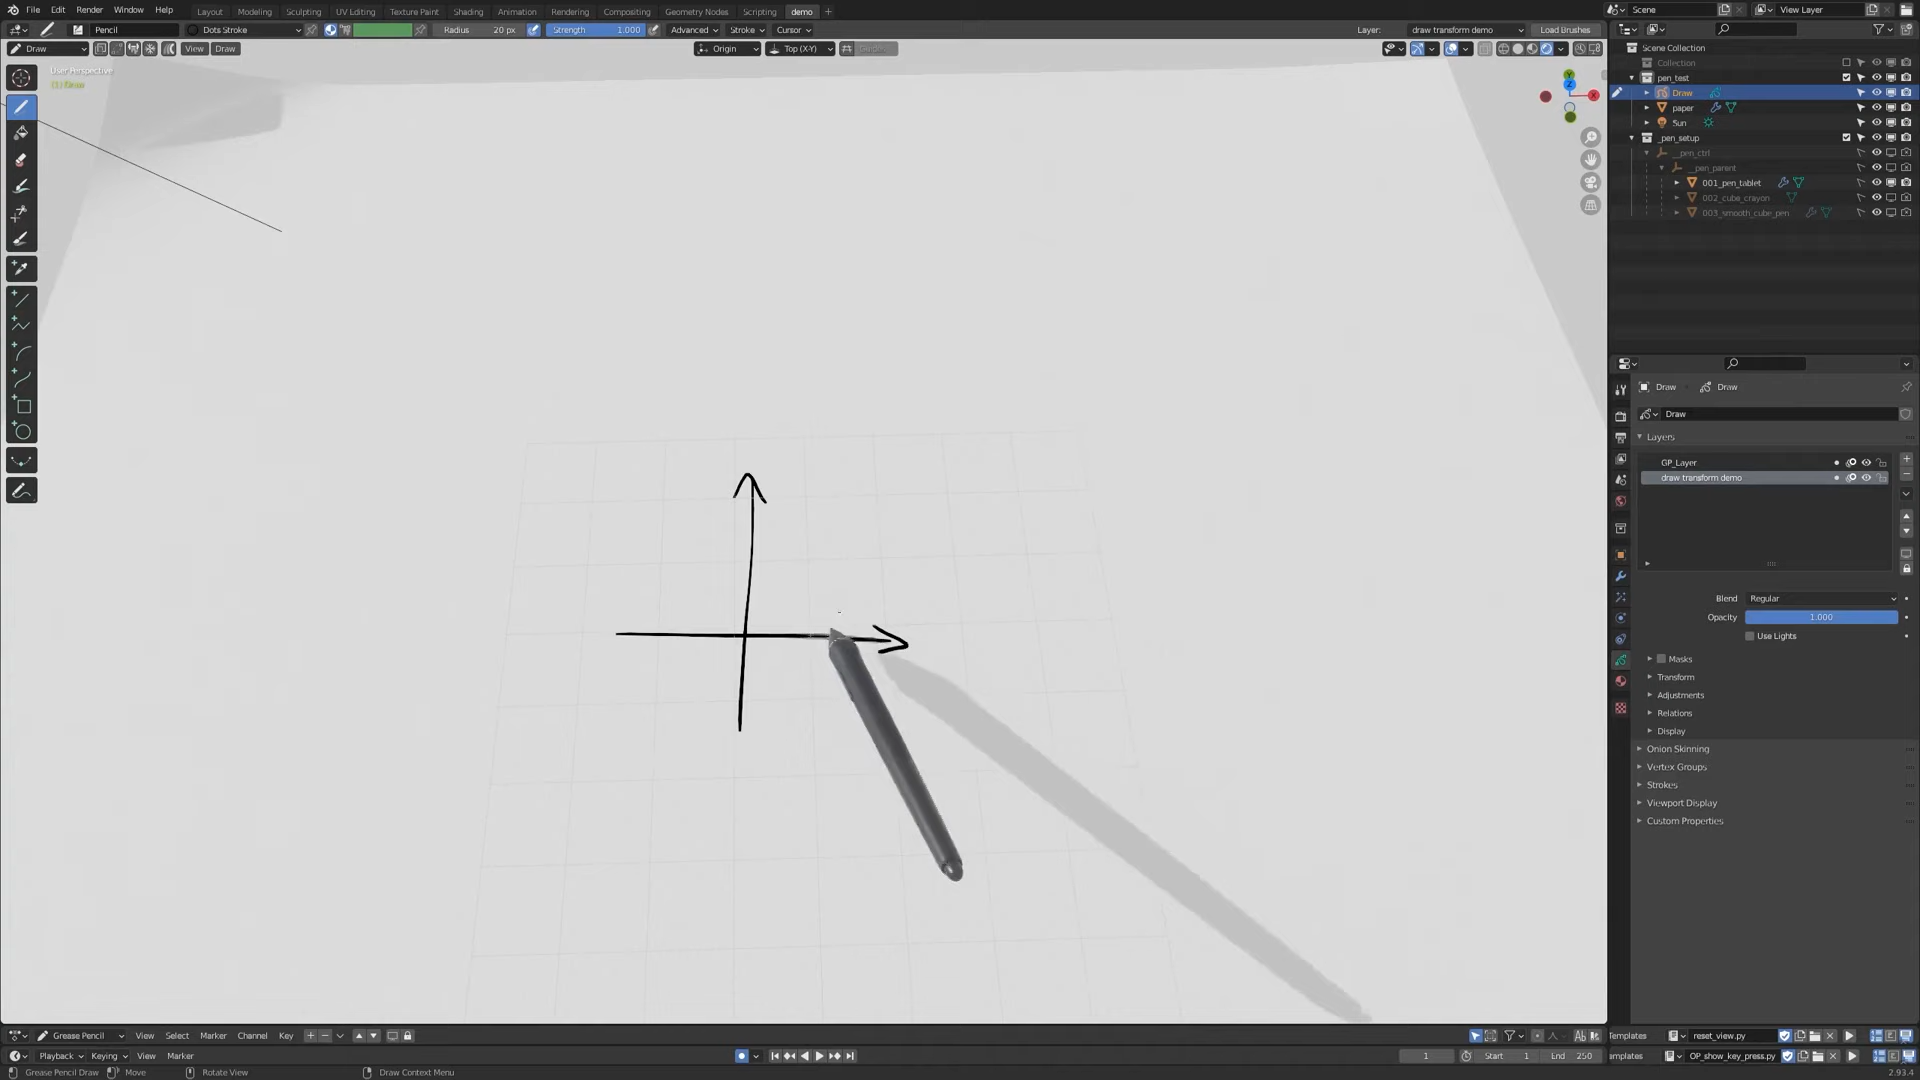 File Edit Render Window Help Layout Modeling Sculpting UV Editing Texture Paint Shading Animation Rendering Compositing Geometry Nodes Scripting demo + Scene View Layer
Pencil Dots Stroke Radius 20 px Strength 1.000 Advanced Stroke Cursor Layer: draw transform demo Load Brushes
Draw View Draw Origin Top (X-Y) Guides
Scene Collection
Collection
pen_test
Draw
paper
Sun
_pen_setup
__pen_ctrl
__pen_parent
001_pen_tablet
002_cube_crayon
003_smooth_cube_pen
User Perspective
(1) Draw
Y
Z
X
Draw Draw
Draw
Layers
GP_Layer
draw transform demo
Blend Regular
Opacity 1.000
Use Lights
Masks
Transform
Adjustments
Relations
Display
Onion Skinning
Vertex Groups
Strokes
Viewport Display
Custom Properties
Grease Pencil View Select Marker Channel Key Templates reset_view.py
Playback Keying View Marker 1 Start 1 End 250 emplates OP_show_key_press.py
Grease Pencil Draw Move Rotate View Draw Context Menu 2.93.4